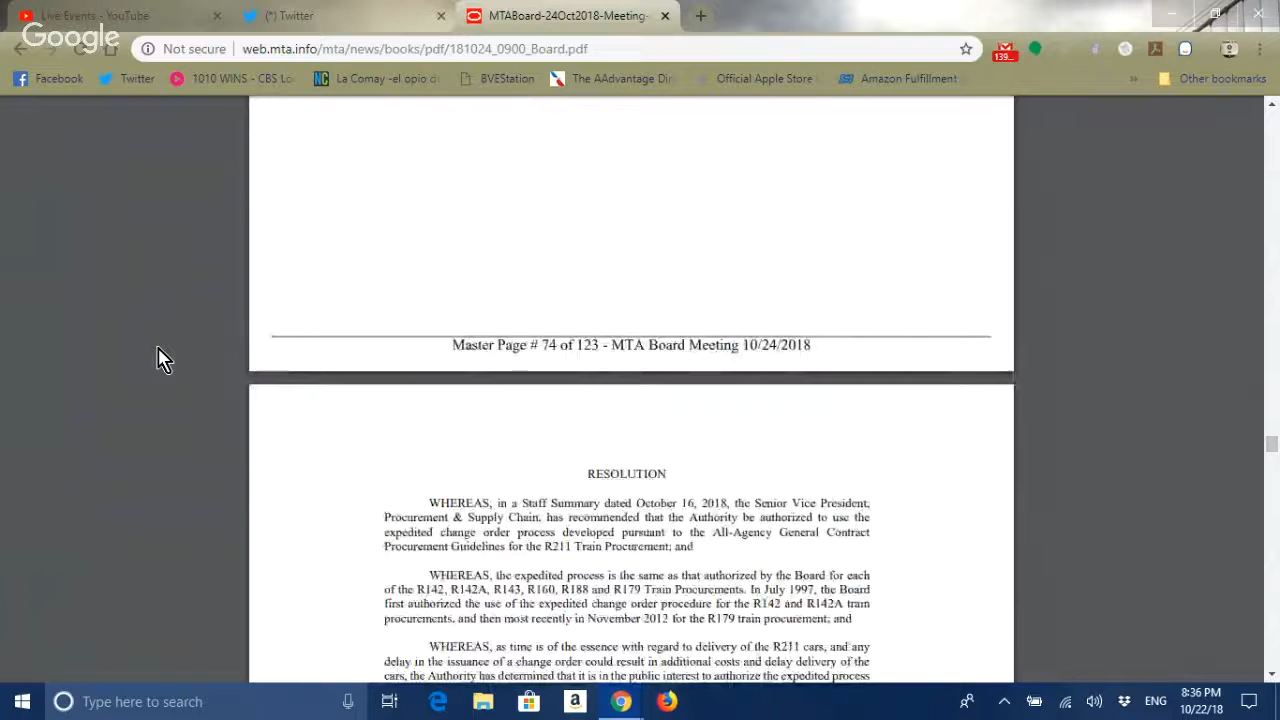 Live Events - YouTube
(*) Twitter
MTABoard-24Oct2018-Meeting-
Google
Not secure
web.mta.info/mta/news/books/pdf/181024_0900_Board.pdf
139...
Facebook
Twitter
1010 WINS - CBS Lo
La Comay -el opio d
BVEStation
The AAdvantage Din
Official Apple Store
Amazon Fulfillment
»
Other bookmarks
Master Page # 74 of 123 - MTA Board Meeting 10/24/2018
RESOLUTION
WHEREAS, in a Staff Summary dated October 16, 2018, the Senior Vice President,
Procurement & Supply Chain, has recommended that the Authority be authorized to use the
expedited change order process developed pursuant to the All-Agency General Contract
Procurement Guidelines for the R211 Train Procurement; and
WHEREAS, the expedited process is the same as that authorized by the Board for each
of the R142, R142A, R143, R160, R188 and R179 Train Procurements. In July 1997, the Board
first authorized the use of the expedited change order procedure for the R142 and R142A train
procurements, and then most recently in November 2012 for the R179 train procurement; and
WHEREAS, as time is of the essence with regard to delivery of the R211 cars, and any
delay in the issuance of a change order could result in additional costs and delay delivery of the
cars, the Authority has determined that it is in the public interest to authorize the expedited process
Type here to search
ENG
8:36 PM
10/22/18